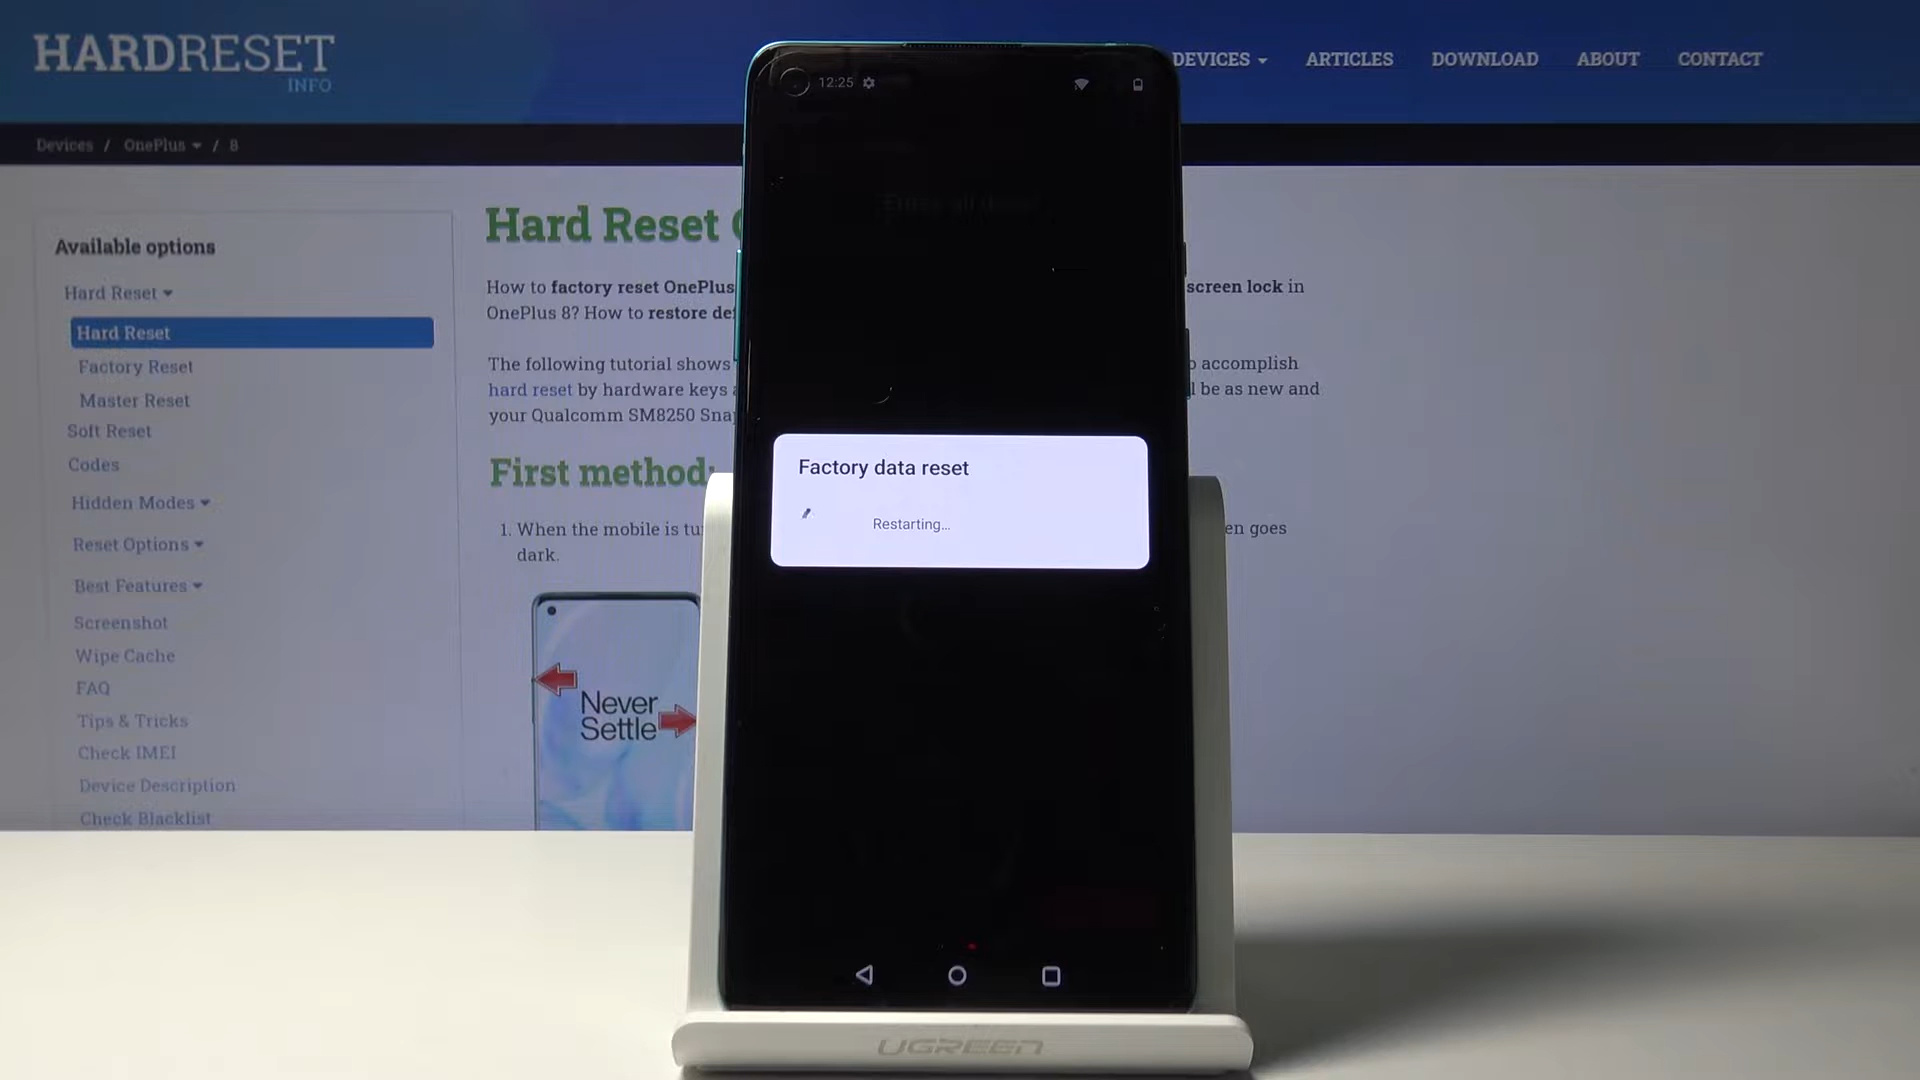 HARDRESET
INFO
DEVICES
ARTICLES
DOWNLOAD
ABOUT
CONTACT
Devices / OnePlus / 8
Available options
Hard Reset
Hard Reset
Factory Reset
Master Reset
Soft Reset
Codes
Hidden Modes
Reset Options
Best Features
Screenshot
Wipe Cache
FAQ
Tips & Tricks
Check IMEI
Device Description
Check Blacklist
Hard Reset
How to factory reset OnePlus screen lock in
OnePlus 8? How to restore
The following tutorial shows accomplish
hard reset by hardware keys be as new and
your Qualcomm SM8250
First method:
1. When the mobile is goes
dark.
Never
Settle
12:25
Factory data reset
Restarting...
UGREEN